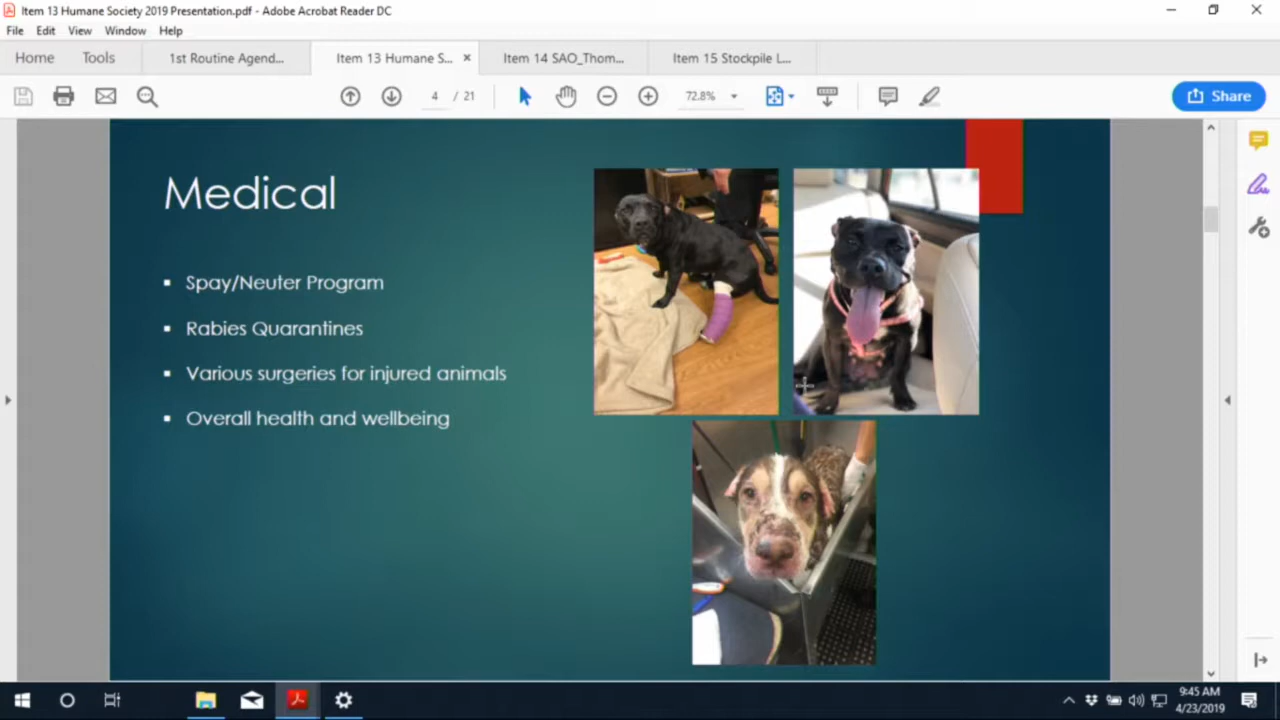 Item 13 Humane Society 2019 Presentation.pdf - Adobe Acrobat Reader DC
File Edit View Window Help
Home Tools 1st Routine Agend... Item 13 Humane S... Item 14 SAO_Thom... Item 15 Stockpile L...
4 / 21 72.8% Share
Medical
Spay/Neuter Program
Rabies Quarantines
Various surgeries for injured animals
Overall health and wellbeing
9:45 AM
4/23/2019